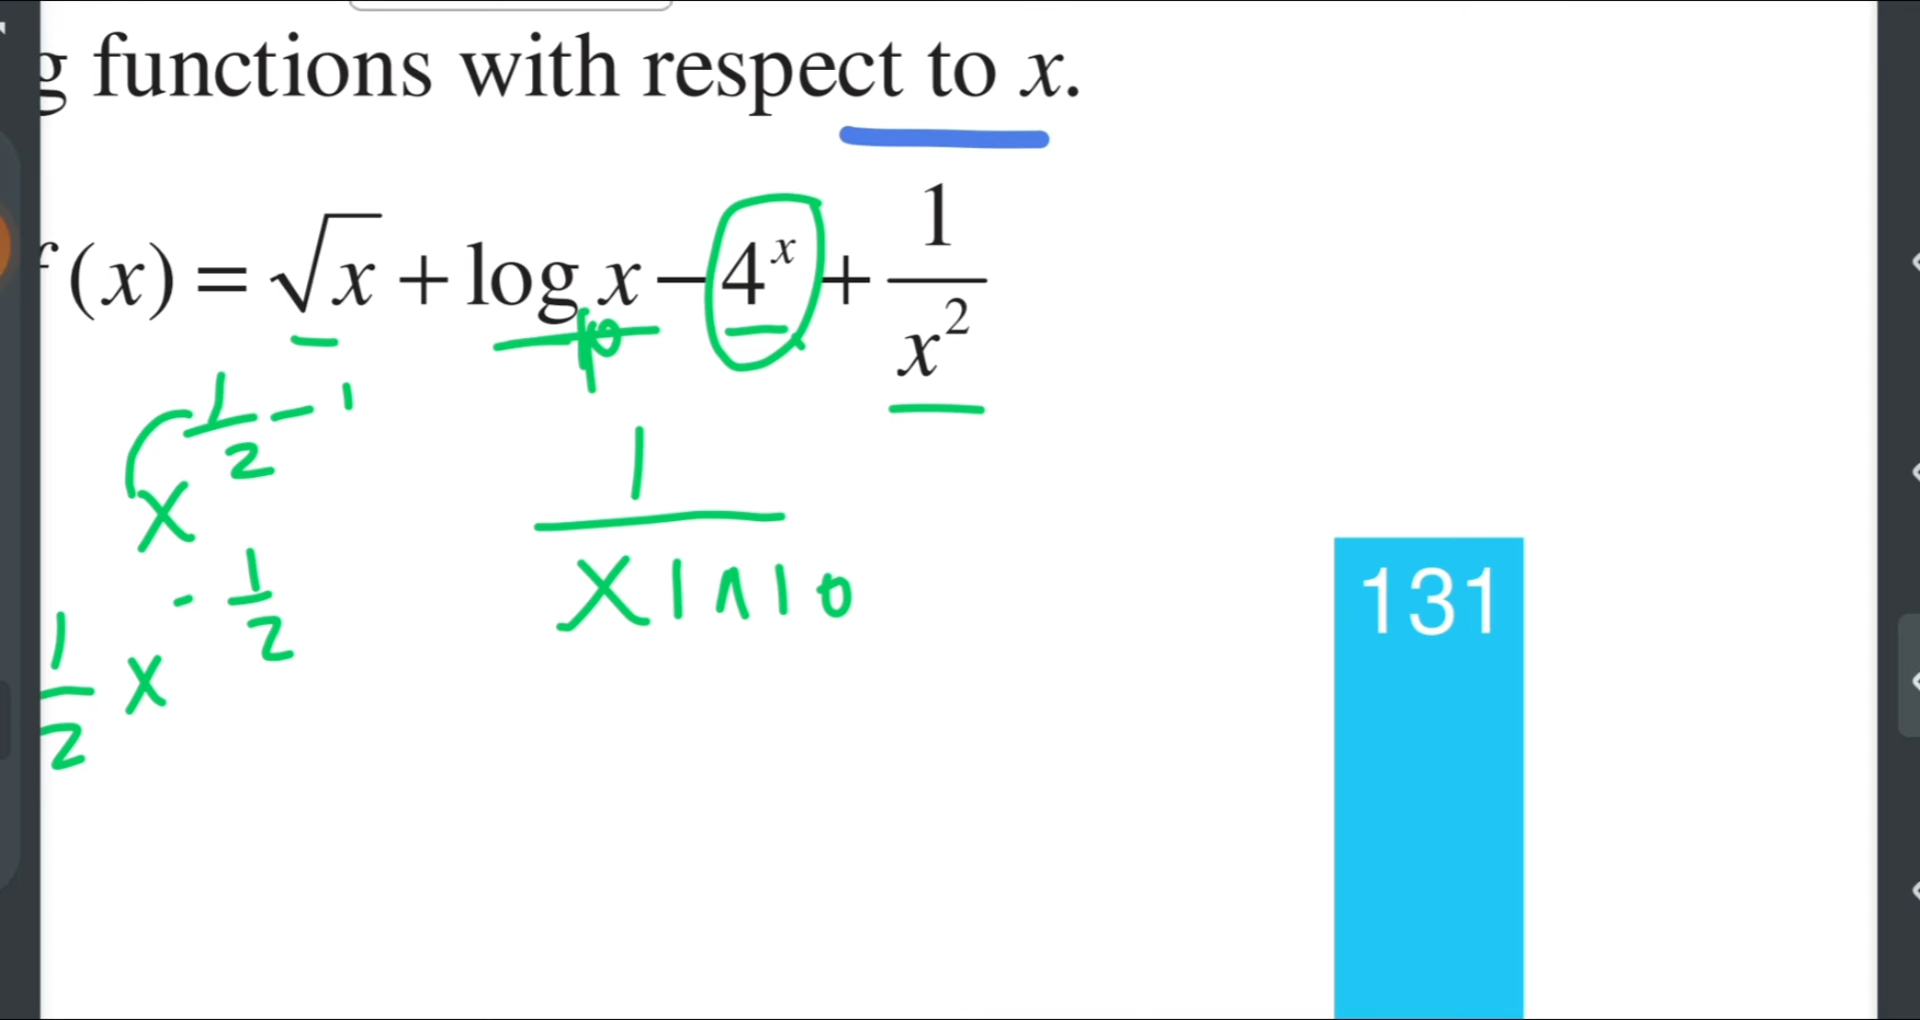 g functions with respect to x.
f(x) = √x + log x − 4ˣ + 1/x²
10
x^(1/2 - 1)
1/(x ln 10)
1/2 x^(-1/2)
131